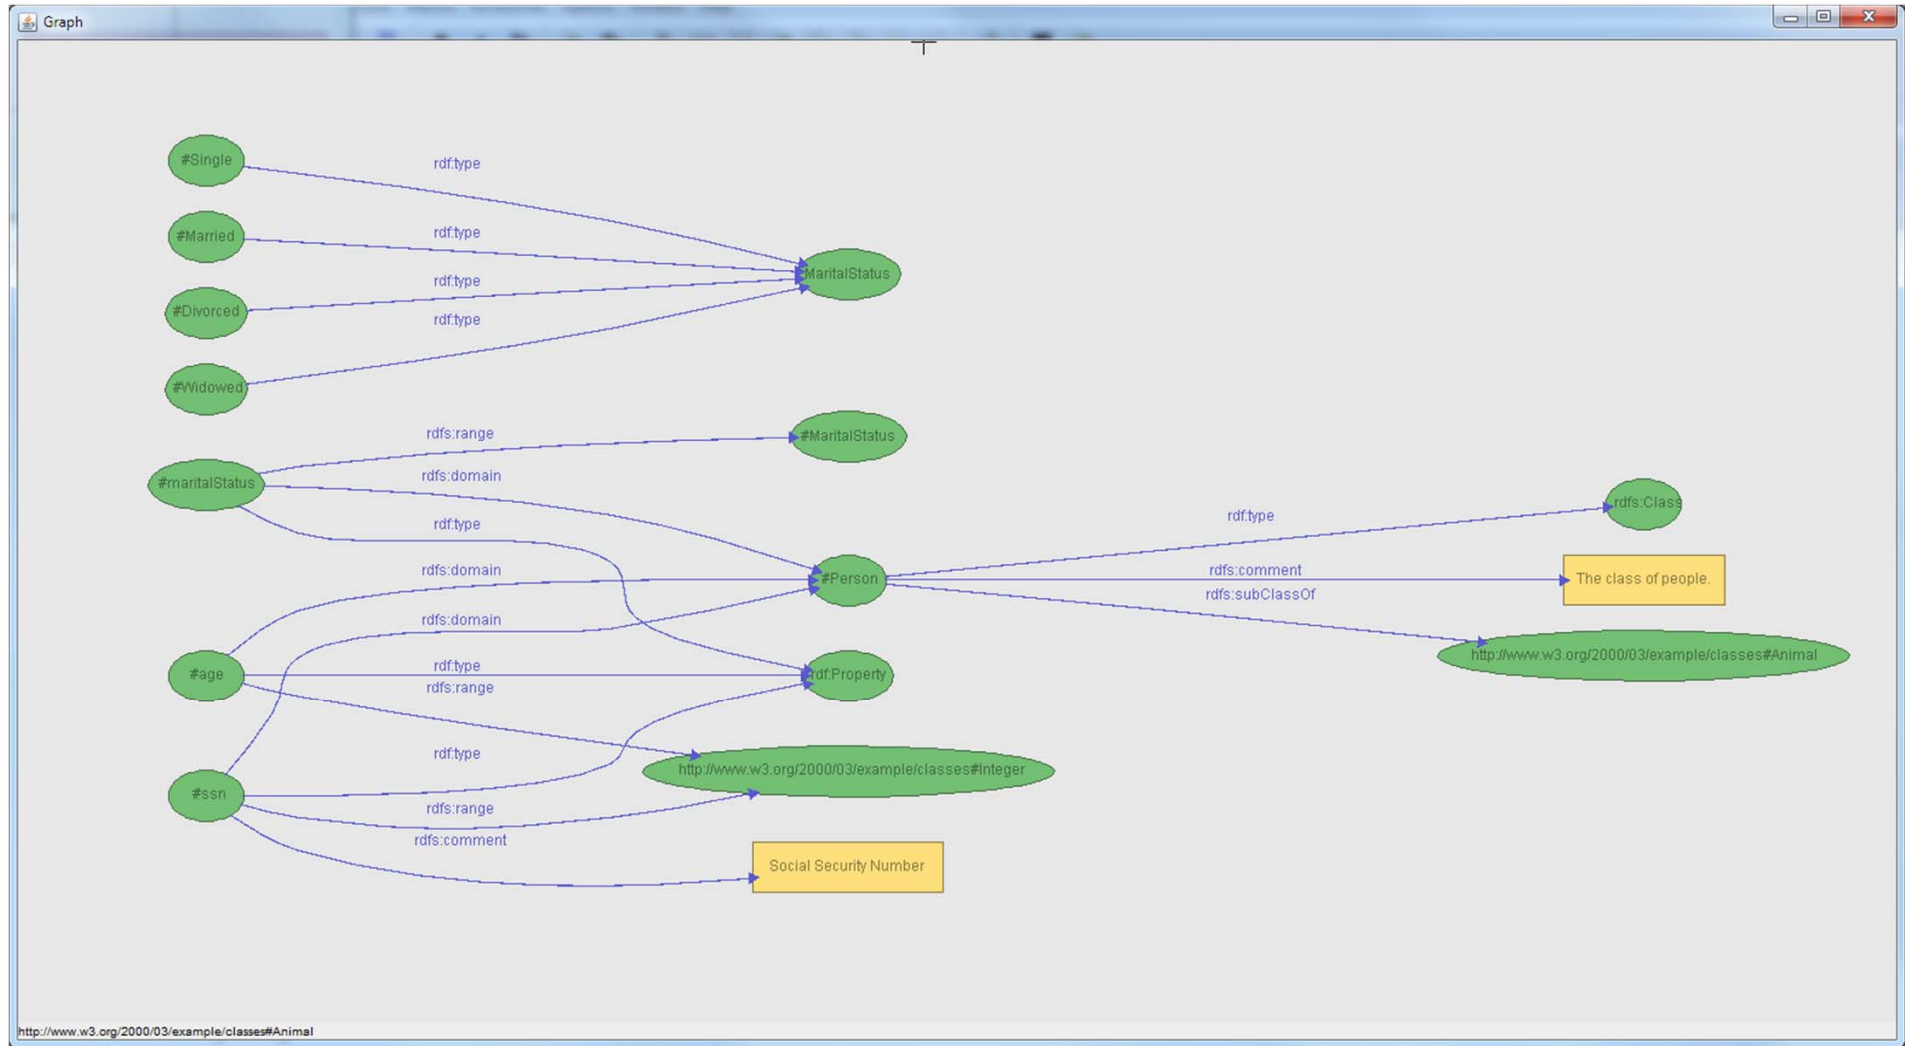 Graph
#Single
rdf:type
#Married
rdf:type
MaritalStatus
rdf:type
#Divorced
rdf:type
#Widowed
rdfs:range
#MaritalStatus
rdfs:domain
#maritalStatus
rdf:type
rdfs:Class
rdf:type
rdfs:domain
#Person
rdfs:comment
The class of people.
rdfs:subClassOf
rdfs:domain
http://www.w3.org/2000/03/example/classes#Animal
rdf:type
#age
rdf:Property
rdfs:range
rdf:type
http://www.w3.org/2000/03/example/classes#Integer
#ssn
rdfs:range
rdfs:comment
Social Security Number
http://www.w3.org/2000/03/example/classes#Animal